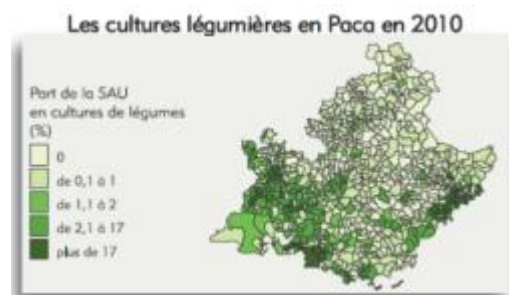 Les cultures légumières en Paca en 2010
Part de la SAU
en cultures de légumes
(%)
0
de 0,1 à 1
de 1,1 à 2
de 2,1 à 17
plus de 17